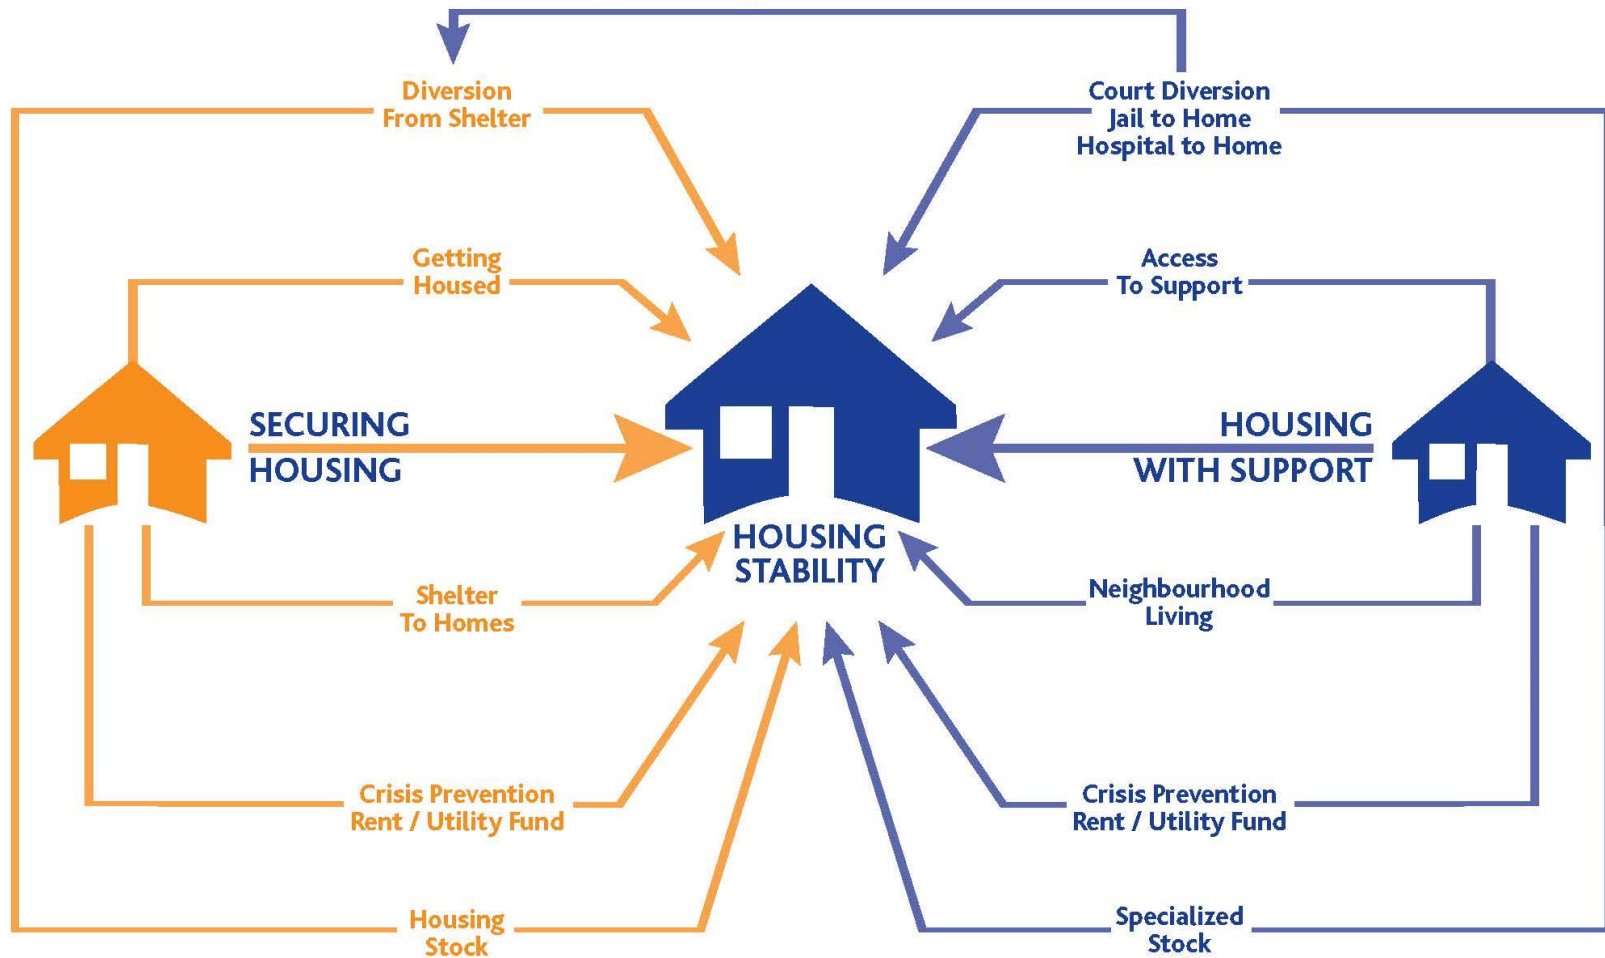 Diversion
From Shelter
Court Diversion
Jail to Home
Hospital to Home
Getting
Housed
Access
To Support
SECURING
HOUSING
HOUSING
WITH SUPPORT
HOUSING
STABILITY
Shelter
To Homes
Neighbourhood
Living
Crisis Prevention
Rent / Utility Fund
Crisis Prevention
Rent / Utility Fund
Housing
Stock
Specialized
Stock